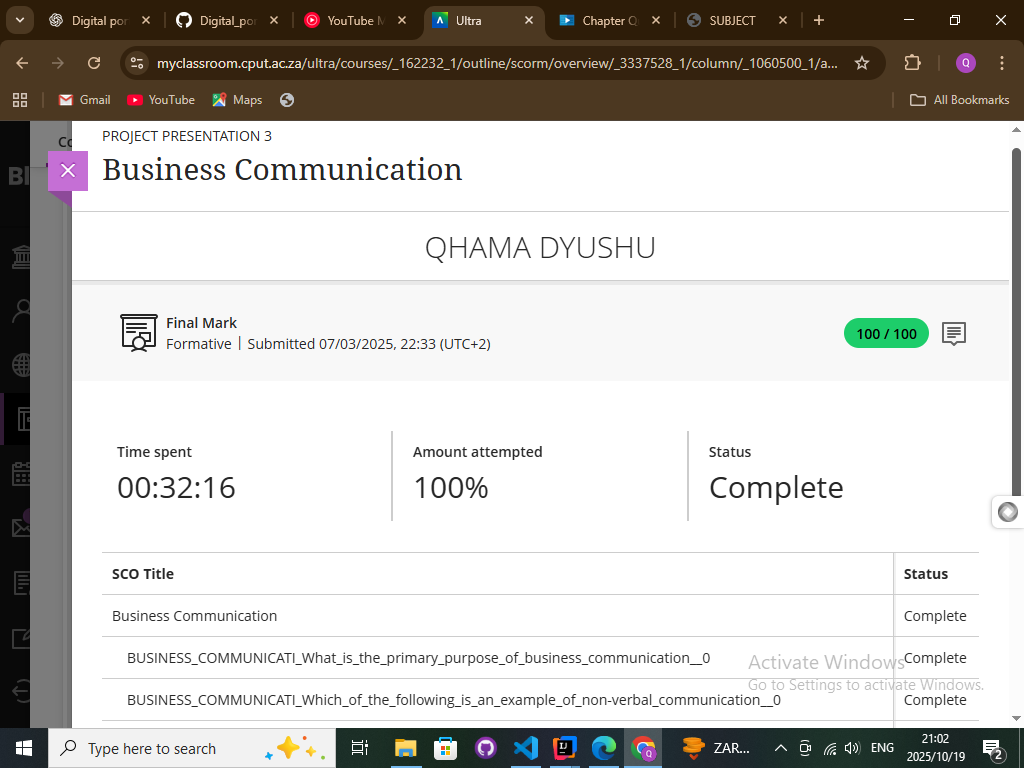 Digital por
Digital_por
YouTube M
Ultra
Chapter Q
SUBJECT
myclassroom.cput.ac.za/ultra/courses/_162232_1/outline/scorm/overview/_3337528_1/column/_1060500_1/a...
Q
Gmail
YouTube
Maps
All Bookmarks
PROJECT PRESENTATION 3
Business Communication
QHAMA DYUSHU
Final Mark
Formative | Submitted 07/03/2025, 22:33 (UTC+2)
100 / 100
Time spent
Amount attempted
Status
00:32:16
100%
Complete
SCO Title
Status
Business Communication
Complete
BUSINESS_COMMUNICATI_What_is_the_primary_purpose_of_business_communication__0
Complete
BUSINESS_COMMUNICATI_Which_of_the_following_is_an_example_of_non-verbal_communication__0
Complete
Activate Windows
Go to Settings to activate Windows.
Type here to search
ZAR...
ENG
21:02
2025/10/19
2